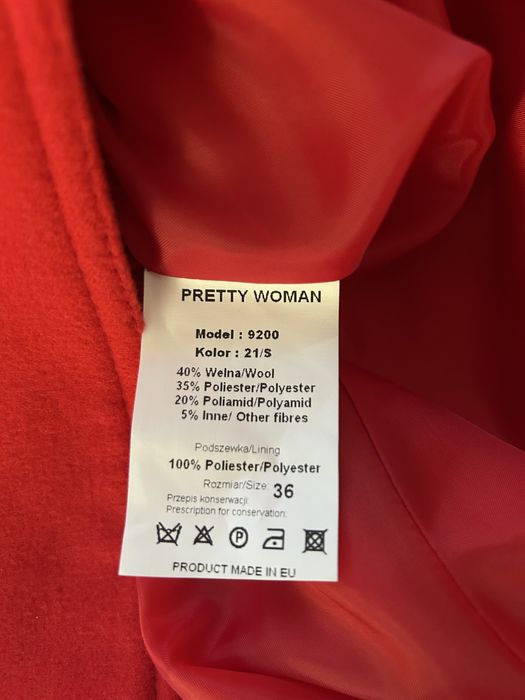 PRETTY WOMAN
Model : 9200
Kolor : 21/S
40% Wełna/Wool
35% Poliester/Polyester
20% Poliamid/Polyamid
5% Inne/ Other fibres
Podszewka/Lining
100% Poliester/Polyester
Rozmiar/Size: 36
Przepis konserwacji:
Prescription for conservation:
P
PRODUCT MADE IN EU